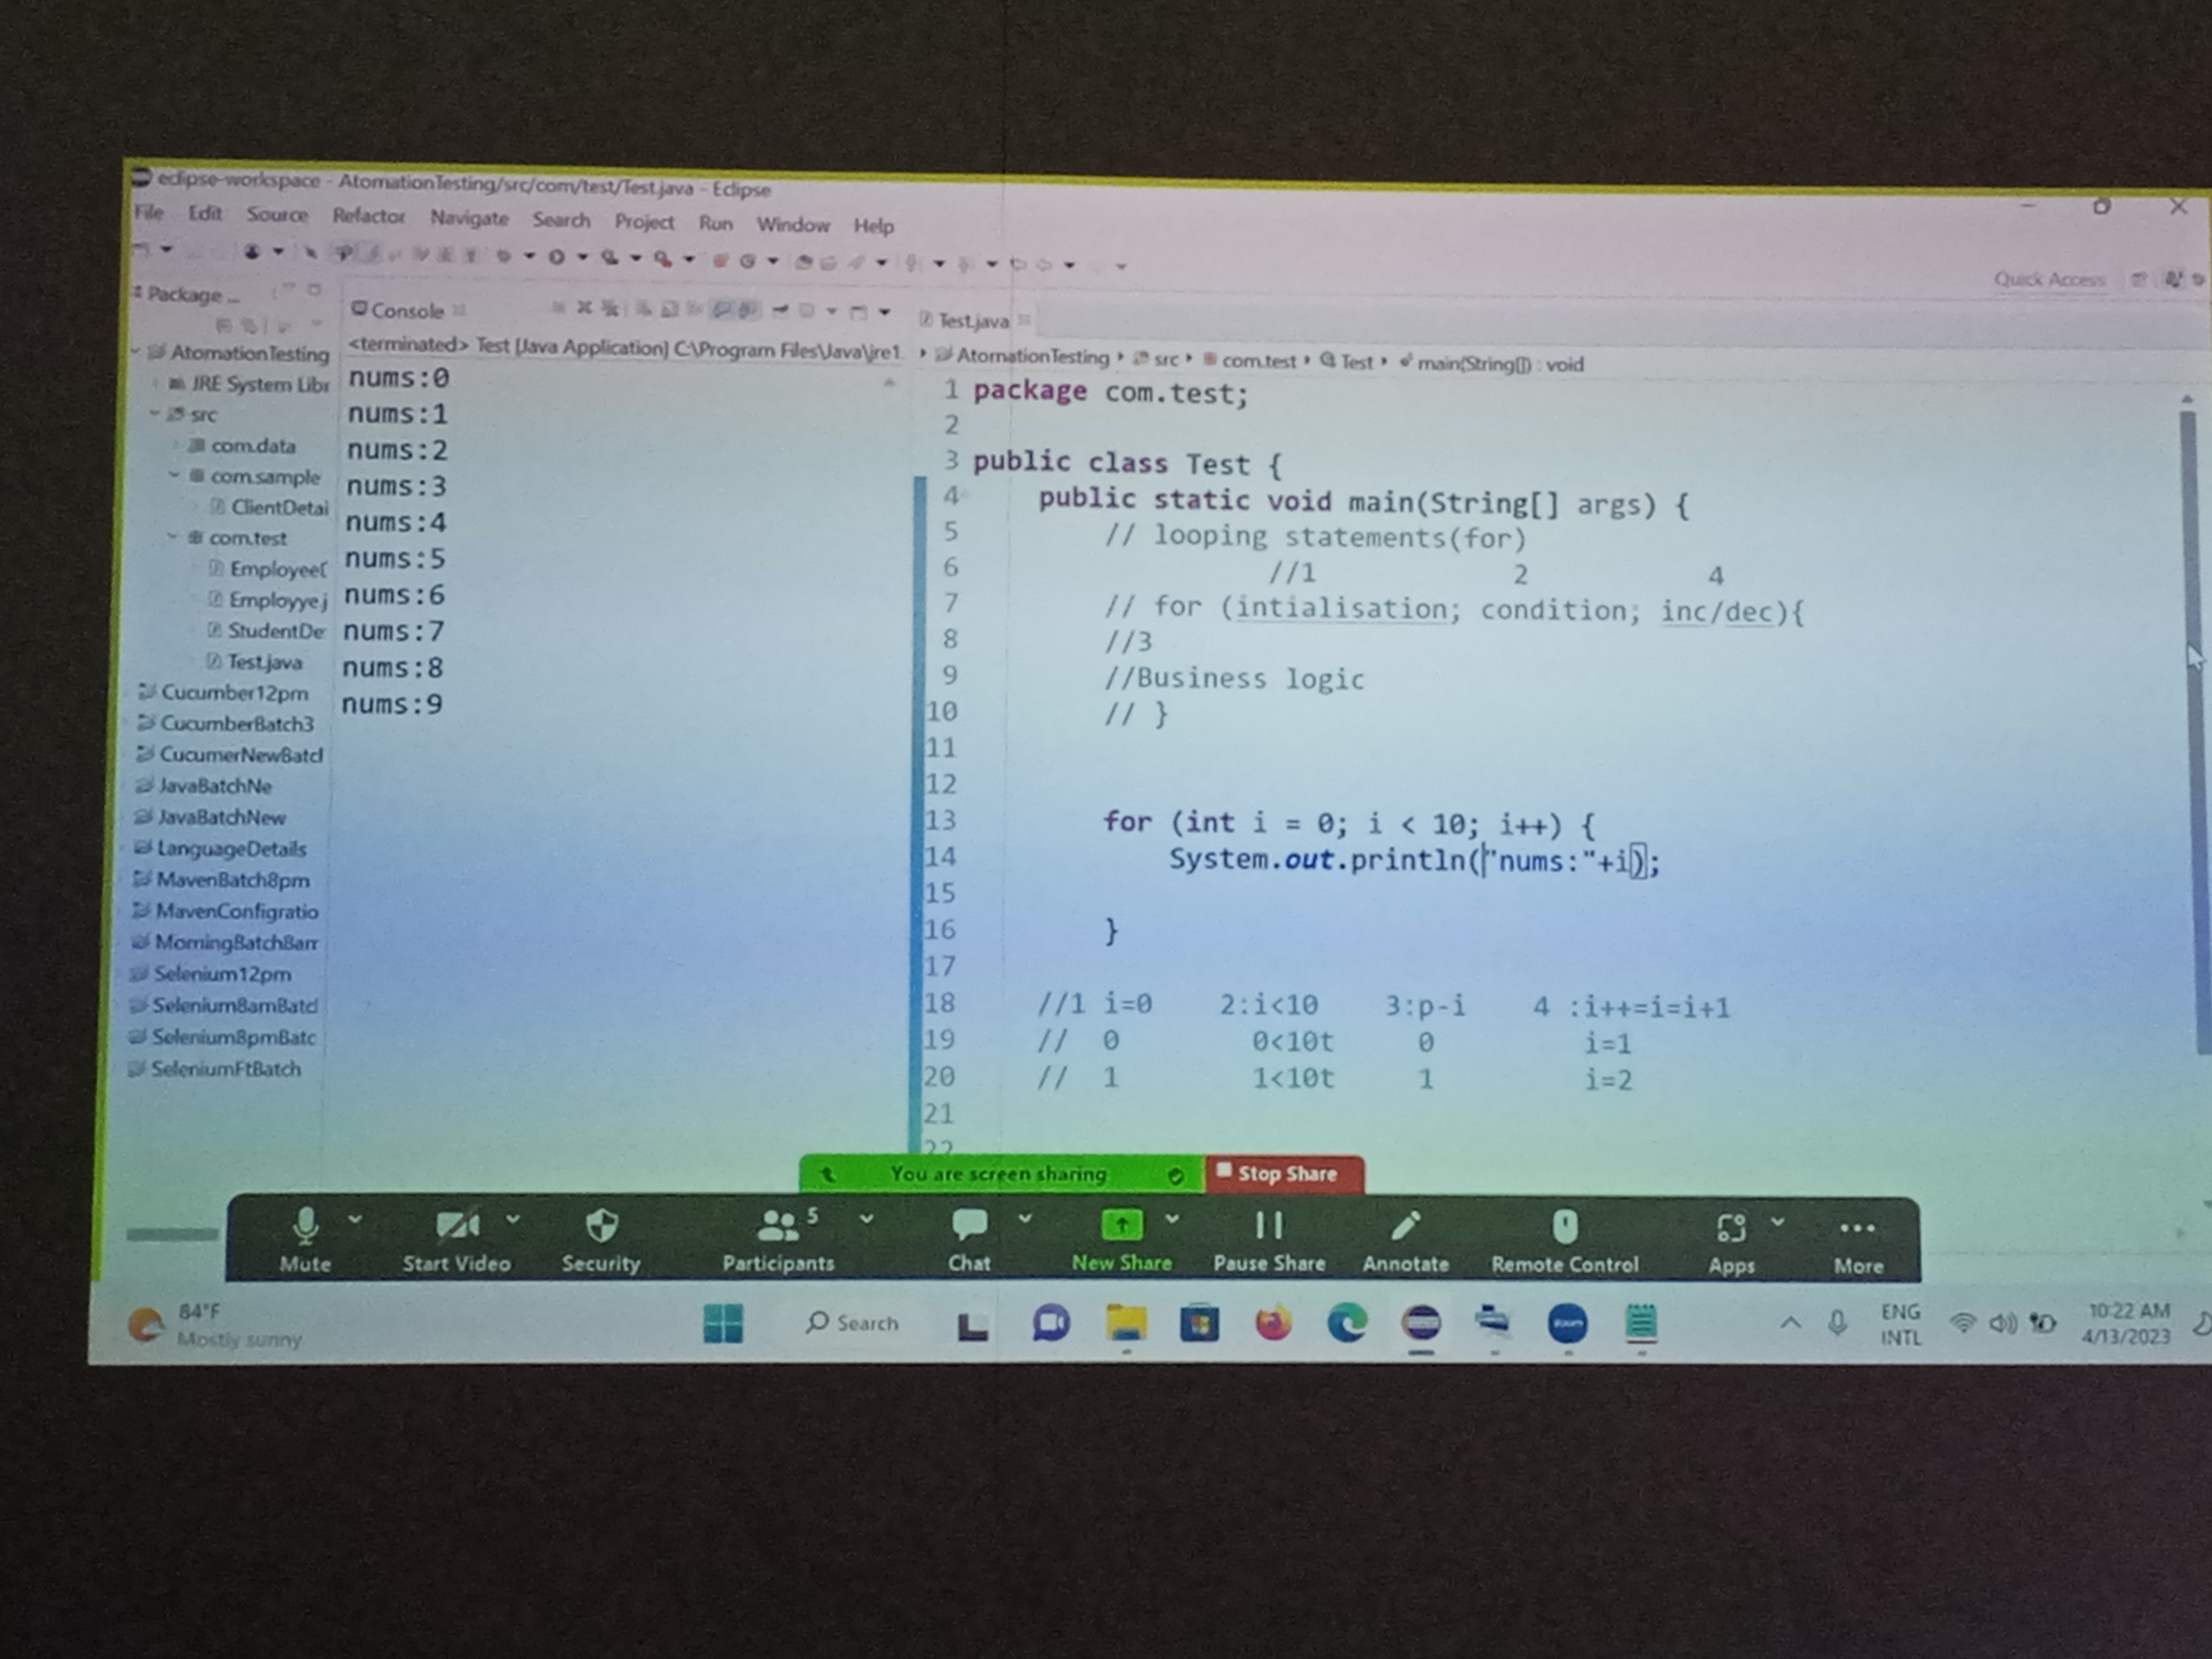 eclipse-workspace - AtomationTesting/src/com/test/Test.java - Eclipse
File Edit Source Refactor Navigate Search Project Run Window Help
Quick Access
Package ...
AtomationTesting
JRE System Libr
src
com.data
com.sample
ClientDetai
com.test
Employee
Employye j
StudentDe
Test.java
Cucumber12pm
CucumberBatch3
CucumerNewBatcl
JavaBatchNe
JavaBatchNew
LanguageDetails
MavenBatch8pm
MavenConfigratio
MorningBatch8am
Selenium12pm
Selenium8amBatcl
Selenium8pmBatc
SeleniumFtBatch
Console
<terminated> Test [Java Application] C:\Program Files\Java\jre1.
nums:0
nums:1
nums:2
nums:3
nums:4
nums:5
nums:6
nums:7
nums:8
nums:9
Test.java
AtomationTesting src com.test Test main(String[]) : void
1 package com.test;
2
3 public class Test {
4 public static void main(String[] args) {
5 // looping statements(for)
6 //1 2 4
7 // for (intialisation; condition; inc/dec){
8 //3
9 //Business logic
10 // }
11
12
13 for (int i = 0; i < 10; i++) {
14 System.out.println("nums:"+i);
15
16 }
17
18 //1 i=0 2:i<10 3:p-i 4 :i++=i=i+1
19 // 0 0<10t 0 i=1
20 // 1 1<10t 1 i=2
21
22
You are screen sharing Stop Share
5
Mute Start Video Security Participants Chat New Share Pause Share Annotate Remote Control Apps More
84°F
Mostly sunny
Search
zoom
ENG
INTL
10:22 AM
4/13/2023